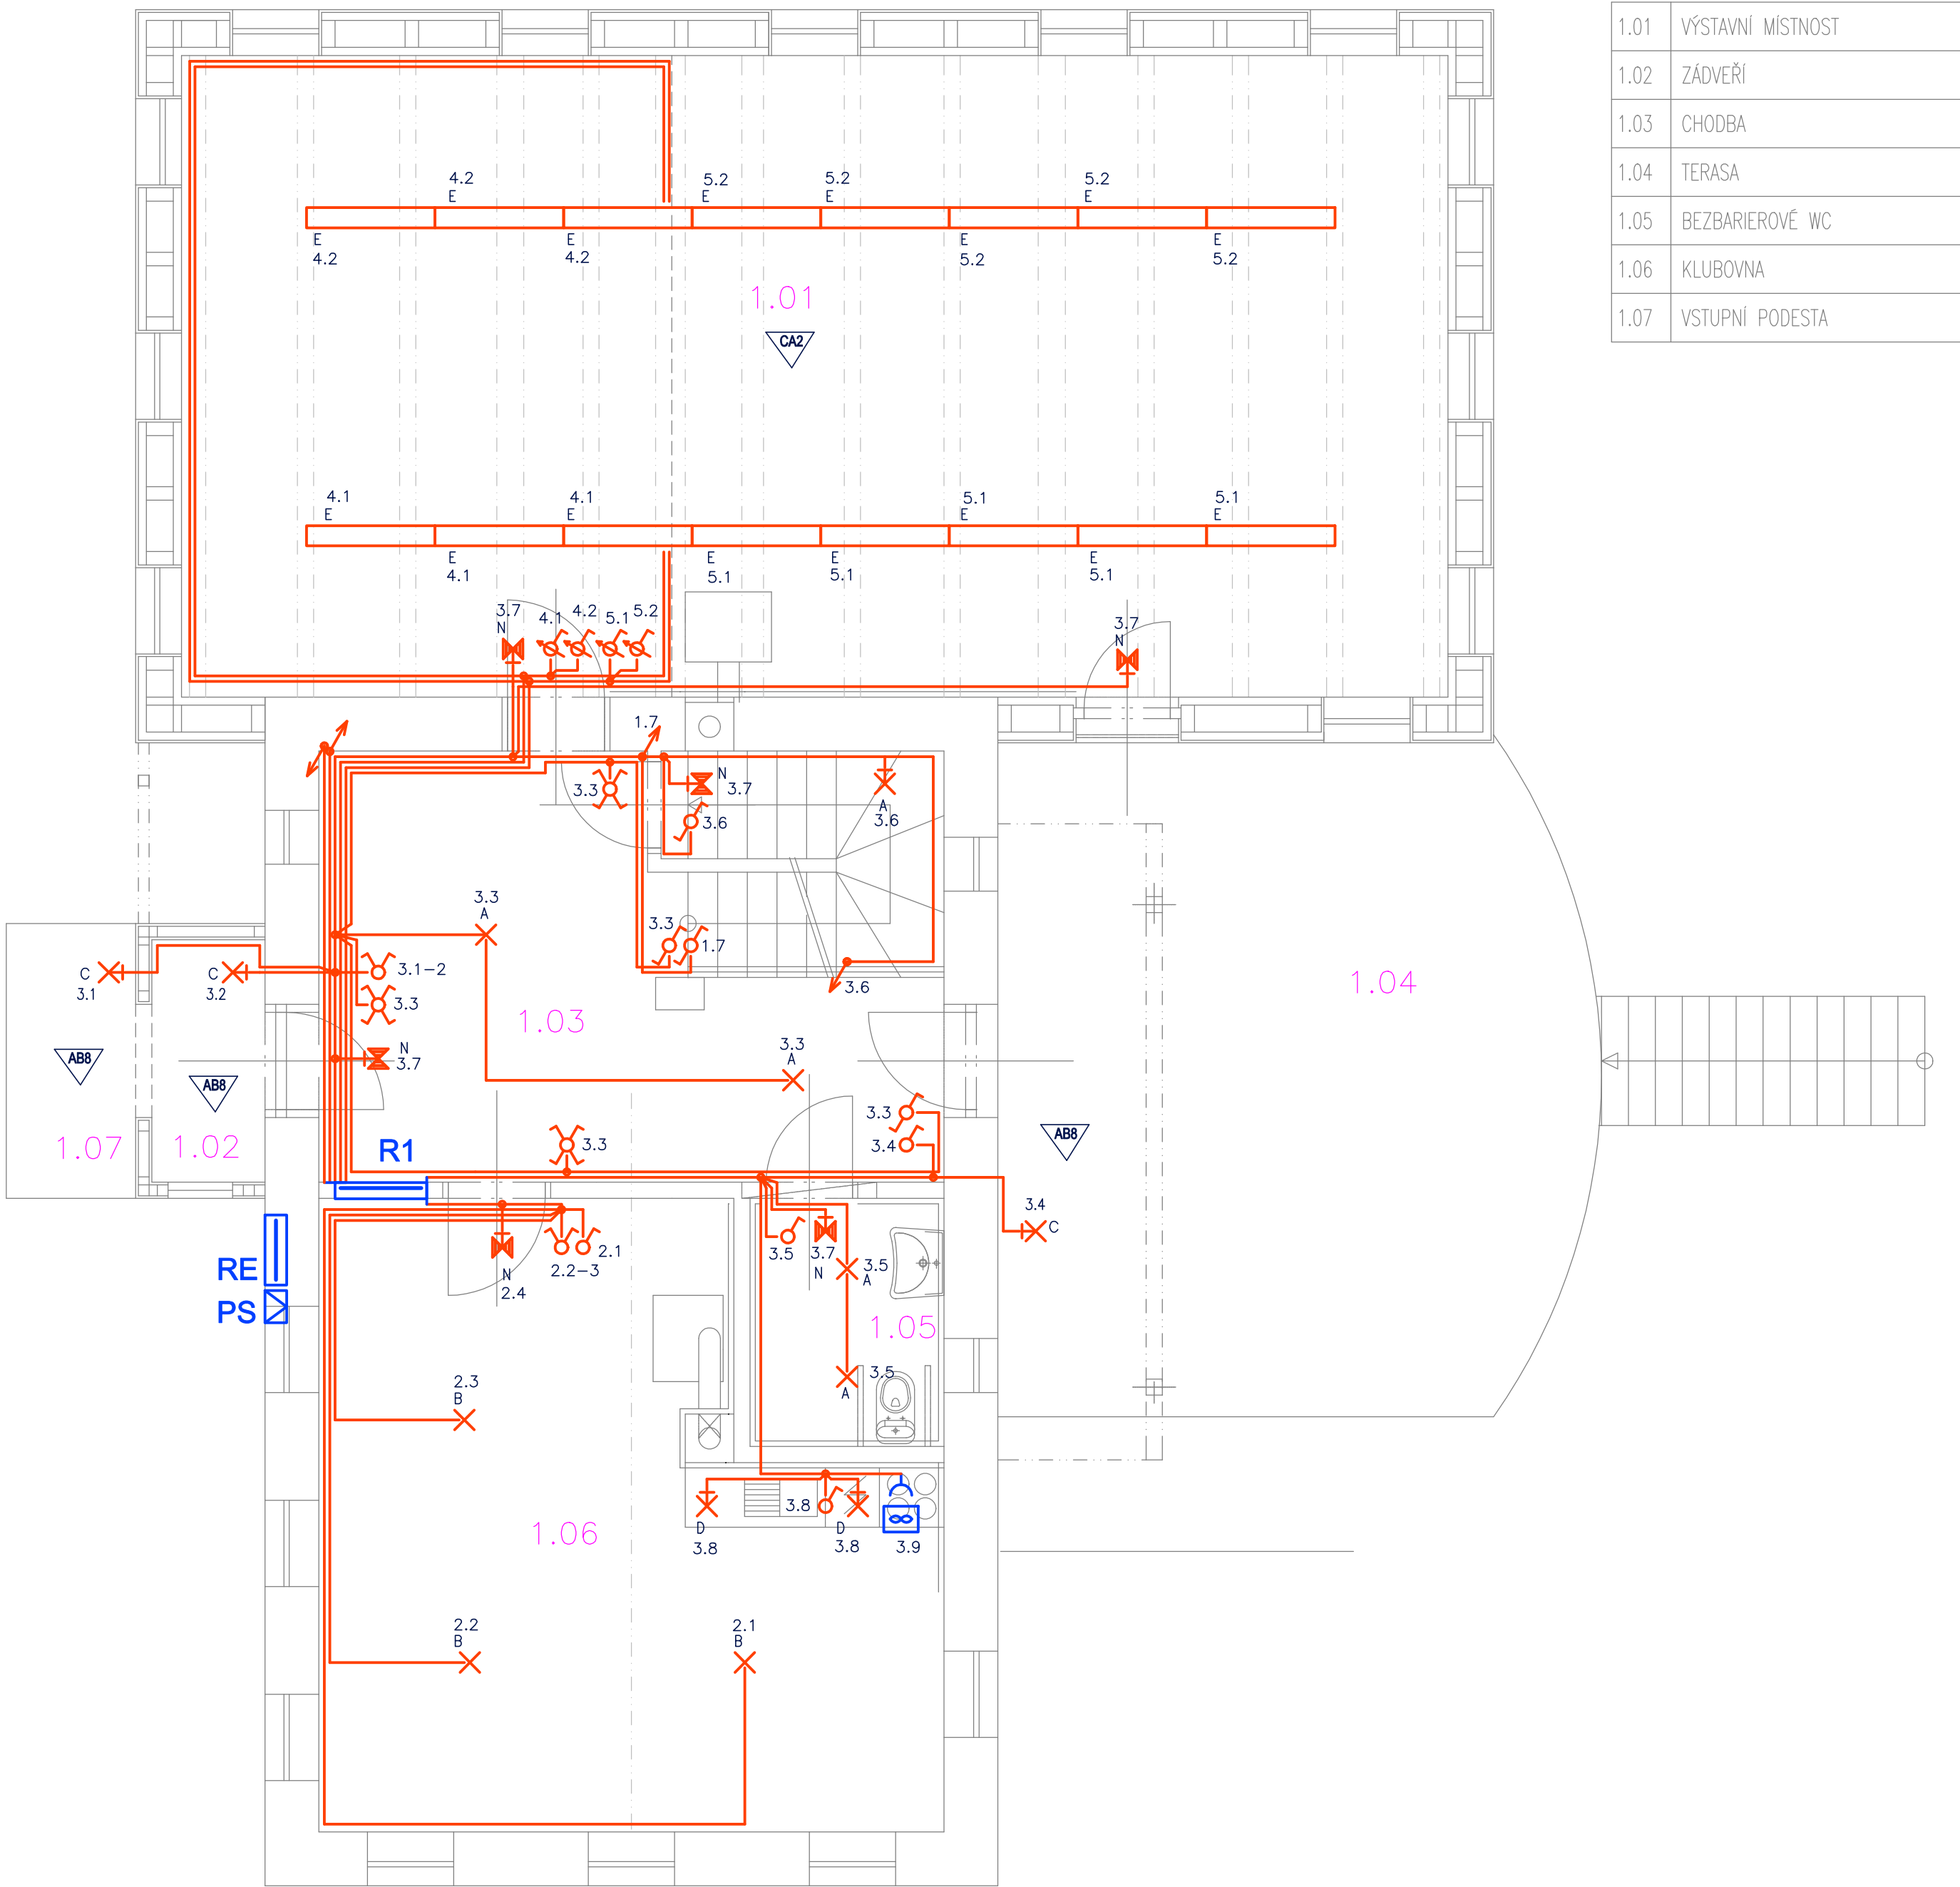 1.01 VÝSTAVNÍ MÍSTNOST
1.02 ZÁDVEŘÍ
1.03 CHODBA
1.04 TERASA
1.05 BEZBARIEROVÉ WC
1.06 KLUBOVNA
1.07 VSTUPNÍ PODESTA
4.2 5.2 5.2 5.2
E E E E
E E E E
4.2 4.2 5.2 5.2
1.01
CA2
4.1 4.1 5.1 5.1
E E E E
E E E E
4.1 5.1 5.1 5.1
3.7 4.1 4.2 5.1 5.2
N
3.7
N
1.7
3.3
N
3.7
3.6
A
3.6
3.3
A
3.3
1.7
C
3.1
C
3.2
3.1-2
3.3
3.6
1.04
1.03
N
3.7
AB8
AB8
3.3
A
3.3
3.4
AB8
1.07
1.02
R1
3.3
3.4
C
RE
PS
N
2.4
2.2-3
2.1
3.5
3.7
N
3.5
A
1.05
3.5
A
2.3
B
3.8
D
3.8
D
3.8
3.9
1.06
2.2
B
2.1
B